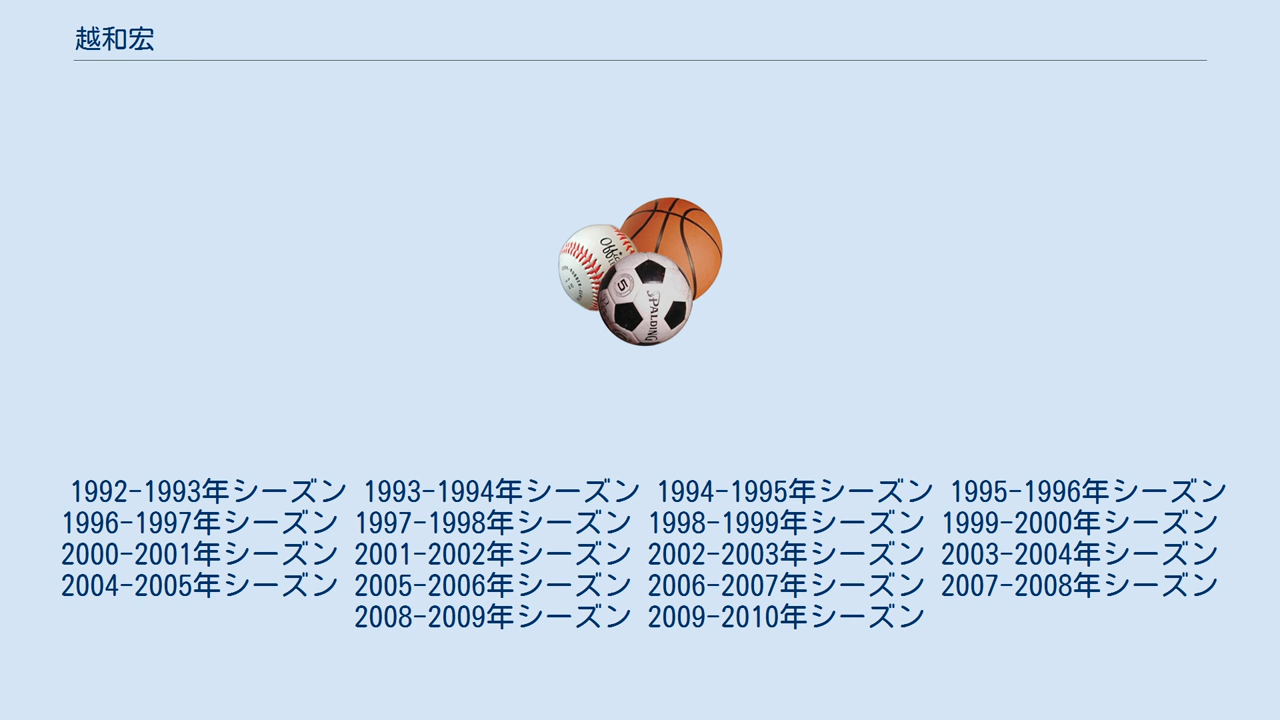 越和宏
Offici
5
SPALDING
1992-1993年シーズン 1993-1994年シーズン 1994-1995年シーズン 1995-1996年シーズン
1996-1997年シーズン 1997-1998年シーズン 1998-1999年シーズン 1999-2000年シーズン
2000-2001年シーズン 2001-2002年シーズン 2002-2003年シーズン 2003-2004年シーズン
2004-2005年シーズン 2005-2006年シーズン 2006-2007年シーズン 2007-2008年シーズン
2008-2009年シーズン 2009-2010年シーズン